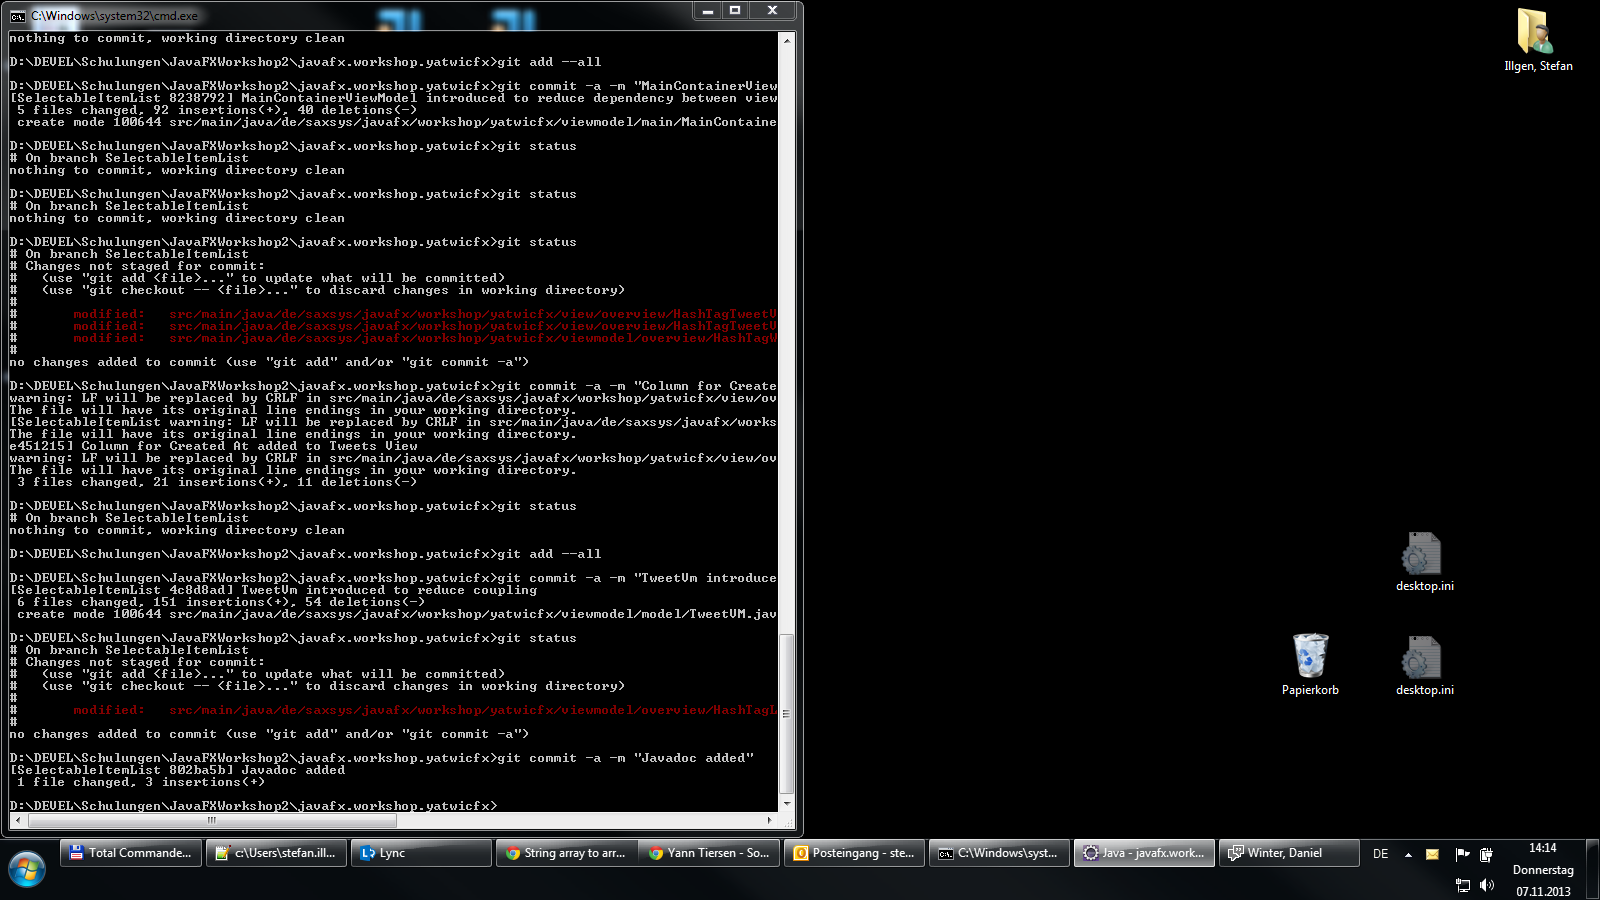 C:\Windows\system32\cmd.exe
nothing to commit, working directory clean
D:\DEVEL\Schulungen\JavaFXWorkshop2\javafx.workshop.yatwicfx>git add --all
D:\DEVEL\Schulungen\JavaFXWorkshop2\javafx.workshop.yatwicfx>git commit -a -m "MainContainerView
[SelectableItemList 8238792] MainContainerViewModel introduced to reduce dependency between view
 5 files changed, 92 insertions(+), 40 deletions(-)
 create mode 100644 src/main/java/de/saxsys/javafx/workshop/yatwicfx/viewmodel/main/MainContaine
D:\DEVEL\Schulungen\JavaFXWorkshop2\javafx.workshop.yatwicfx>git status
# On branch SelectableItemList
nothing to commit, working directory clean
D:\DEVEL\Schulungen\JavaFXWorkshop2\javafx.workshop.yatwicfx>git status
# On branch SelectableItemList
nothing to commit, working directory clean
D:\DEVEL\Schulungen\JavaFXWorkshop2\javafx.workshop.yatwicfx>git status
# On branch SelectableItemList
# Changes not staged for commit:
#   (use "git add <file>..." to update what will be committed)
#   (use "git checkout -- <file>..." to discard changes in working directory)
#
#       modified:   src/main/java/de/saxsys/javafx/workshop/yatwicfx/view/overview/HashTagTweetV
#       modified:   src/main/java/de/saxsys/javafx/workshop/yatwicfx/view/overview/HashTagTweetV
#       modified:   src/main/java/de/saxsys/javafx/workshop/yatwicfx/viewmodel/overview/HashTagV
#
no changes added to commit (use "git add" and/or "git commit -a")
D:\DEVEL\Schulungen\JavaFXWorkshop2\javafx.workshop.yatwicfx>git commit -a -m "Column for Create
warning: LF will be replaced by CRLF in src/main/java/de/saxsys/javafx/workshop/yatwicfx/view/ov
The file will have its original line endings in your working directory.
[SelectableItemList warning: LF will be replaced by CRLF in src/main/java/de/saxsys/javafx/works
The file will have its original line endings in your working directory.
e451215] Column for Created At added to Tweets View
warning: LF will be replaced by CRLF in src/main/java/de/saxsys/javafx/workshop/yatwicfx/view/ov
The file will have its original line endings in your working directory.
 3 files changed, 21 insertions(+), 11 deletions(-)
D:\DEVEL\Schulungen\JavaFXWorkshop2\javafx.workshop.yatwicfx>git status
# On branch SelectableItemList
nothing to commit, working directory clean
D:\DEVEL\Schulungen\JavaFXWorkshop2\javafx.workshop.yatwicfx>git add --all
D:\DEVEL\Schulungen\JavaFXWorkshop2\javafx.workshop.yatwicfx>git commit -a -m "TweetVm introduce
[SelectableItemList 4c8d8ad] TweetVm introduced to reduce coupling
 6 files changed, 151 insertions(+), 54 deletions(-)
 create mode 100644 src/main/java/de/saxsys/javafx/workshop/yatwicfx/viewmodel/model/TweetVM.jav
D:\DEVEL\Schulungen\JavaFXWorkshop2\javafx.workshop.yatwicfx>git status
# On branch SelectableItemList
# Changes not staged for commit:
#   (use "git add <file>..." to update what will be committed)
#   (use "git checkout -- <file>..." to discard changes in working directory)
#
#       modified:   src/main/java/de/saxsys/javafx/workshop/yatwicfx/viewmodel/overview/HashTagL
#
no changes added to commit (use "git add" and/or "git commit -a")
D:\DEVEL\Schulungen\JavaFXWorkshop2\javafx.workshop.yatwicfx>git commit -a -m "Javadoc added"
[SelectableItemList 802ba5b] Javadoc added
 1 file changed, 3 insertions(+)
D:\DEVEL\Schulungen\JavaFXWorkshop2\javafx.workshop.yatwicfx>
Illgen, Stefan
desktop.ini
Papierkorb
desktop.ini
Total Commande...
c:\Users\stefan.ill...
Lync
String array to arr...
Yann Tiersen - So...
Posteingang - ste...
C:\Windows\syst...
Java - javafx.work...
Winter, Daniel
DE
14:14
Donnerstag
07.11.2013